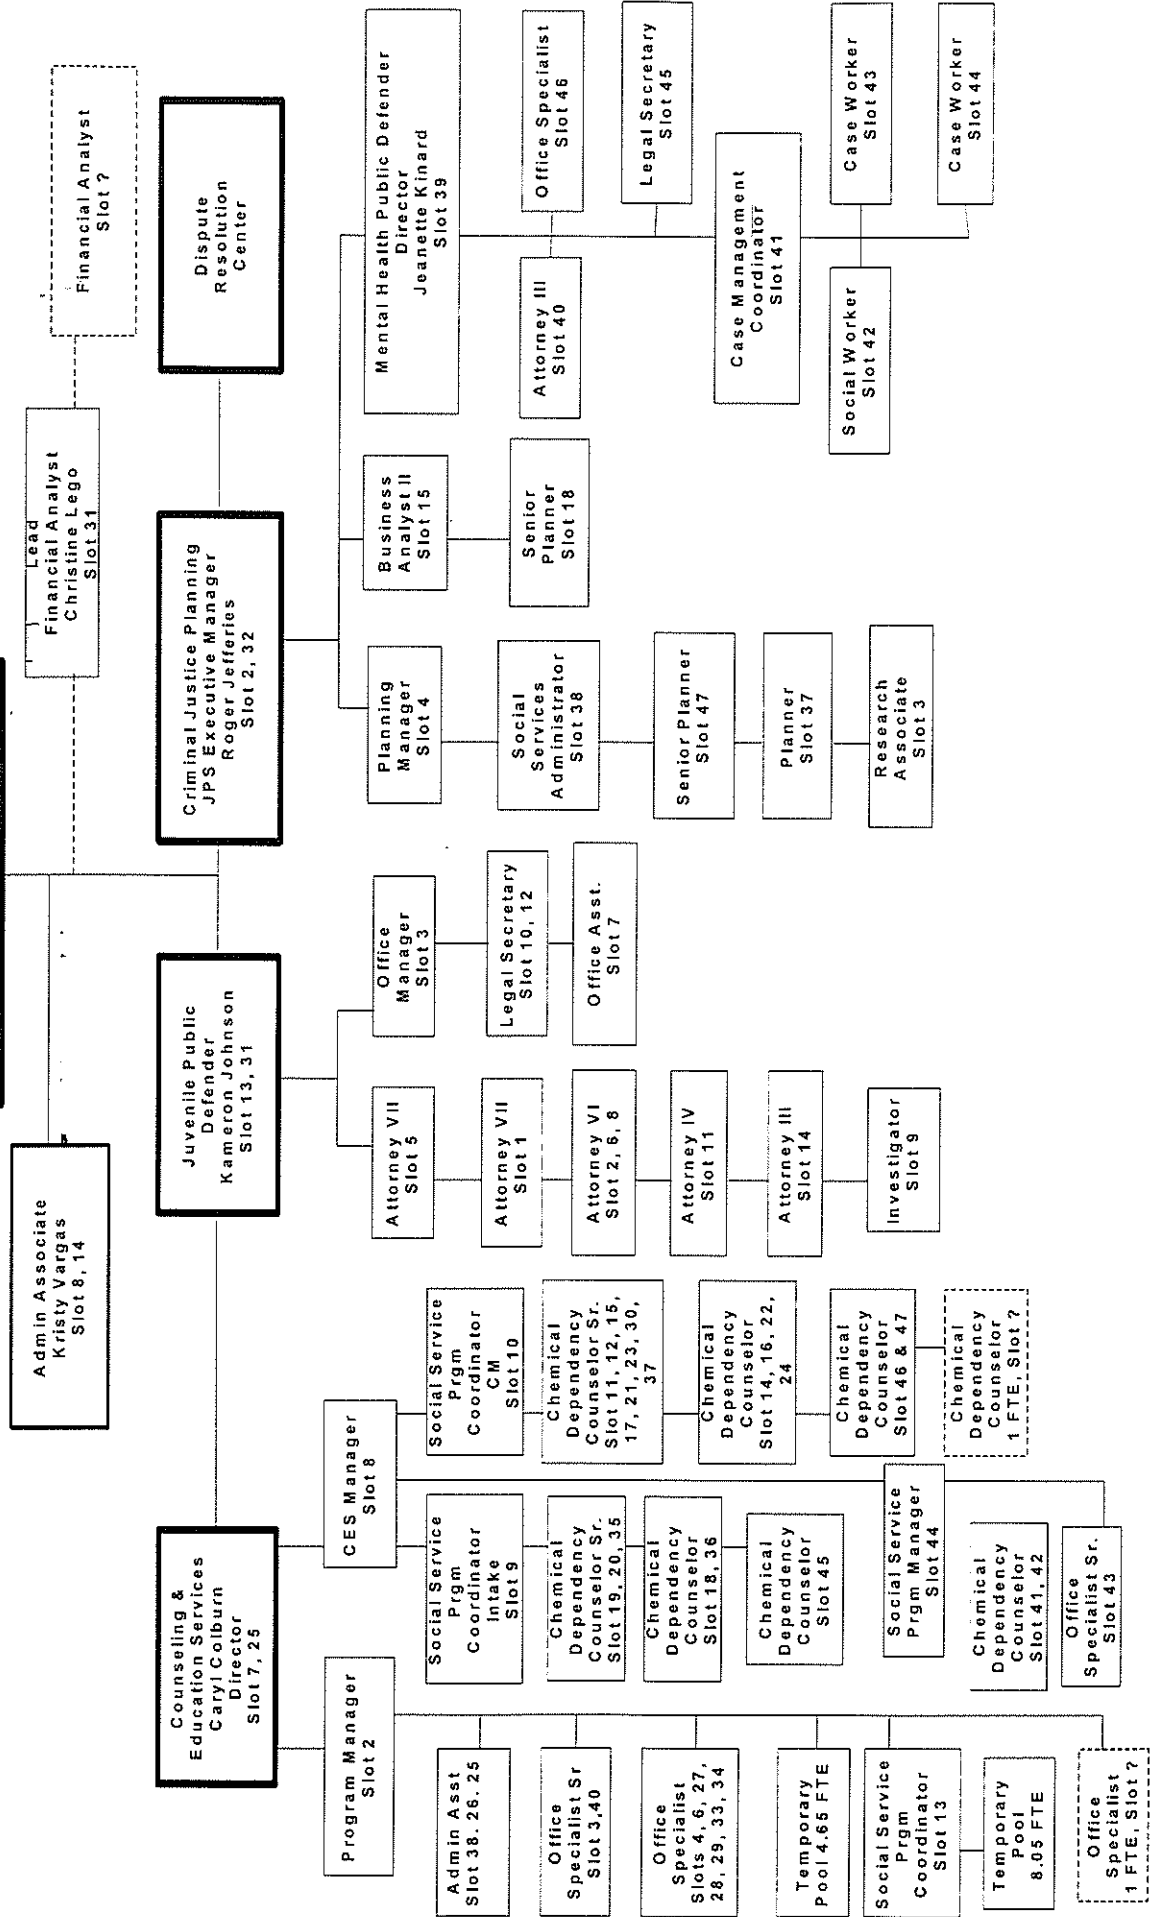 Admin Associate
Kristy Vargas
Slot 8, 14
Lead
Financial Analyst
Christine Lego
Slot 31
Financial Analyst
Slot ?
Counseling &
Education Services
Caryl Colburn
Director
Slot 7, 25
Juvenile Public
Defender
Kameron Johnson
Slot 13, 31
Criminal Justice Planning
JPS Executive Manager
Roger Jefferies
Slot 2, 32
Dispute
Resolution
Center
Program Manager
Slot 2
Admin Asst
Slot 38. 26. 25
Office
Specialist Sr
Slot 3,40
Office
Specialist
Slots 4, 6, 27,
28, 29, 33, 34
Temporary
Pool 4.65 FTE
Social Service
Prgm
Coordinator
Slot 13
Temporary
Pool
8.05 FTE
Office
Specialist
1 FTE, Slot ?
CES Manager
Slot 8
Social Service
Prgm
Coordinator
Intake
Slot 9
Chemical
Dependency
Counselor Sr.
Slot 19, 20, 35
Chemical
Dependency
Counselor
Slot 18, 36
Chemical
Dependency
Counselor
Slot 45
Social Service
Prgm
Coordinator
CM
Slot 10
Chemical
Dependency
Counselor Sr.
Slot 11, 12, 15,
17, 21, 23, 30,
37
Chemical
Dependency
Counselor
Slot 14, 16, 22,
24
Chemical
Dependency
Counselor
Slot 46 & 47
Chemical
Dependency
Counselor
1 FTE, Slot ?
Social Service
Prgm Manager
Slot 44
Chemical
Dependency
Counselor
Slot 41, 42
Office
Specialist Sr.
Slot 43
Attorney VII
Slot 5
Attorney VII
Slot 1
Attorney VI
Slot 2, 6, 8
Attorney IV
Slot 11
Attorney III
Slot 14
Investigator
Slot 9
Office
Manager
Slot 3
Legal Secretary
Slot 10, 12
Office Asst.
Slot 7
Planning
Manager
Slot 4
Social
Services
Administrator
Slot 38
Senior Planner
Slot 47
Planner
Slot 37
Research
Associate
Slot 3
Business
Analyst II
Slot 15
Senior
Planner
Slot 18
Mental Health Public Defender
Director
Jeanette Kinard
Slot 39
Attorney III
Slot 40
Office Specialist
Slot 46
Legal Secretary
Slot 45
Case Management
Coordinator
Slot 41
Social Worker
Slot 42
Case Worker
Slot 43
Case Worker
Slot 44